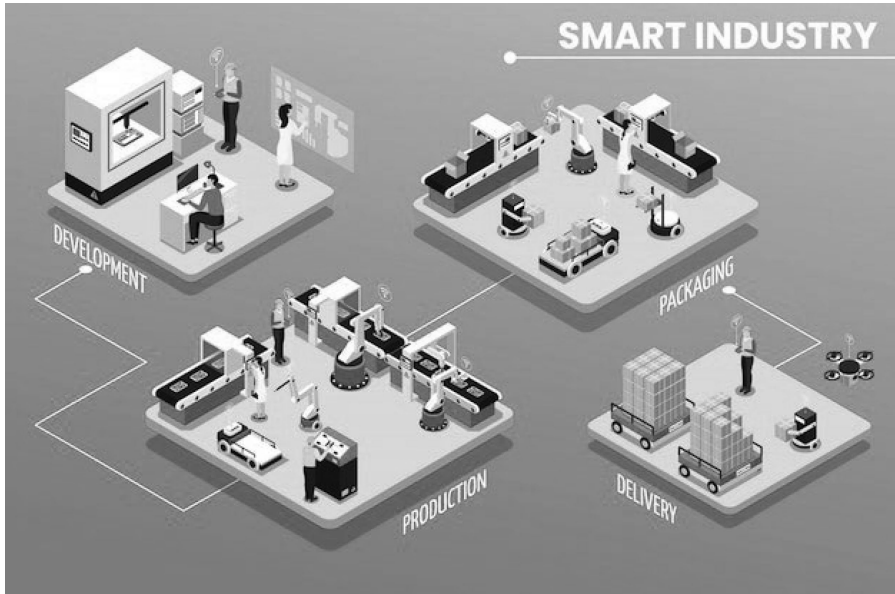 SMART INDUSTRY
DEVELOPMENT
PACKAGING
PRODUCTION
DELIVERY